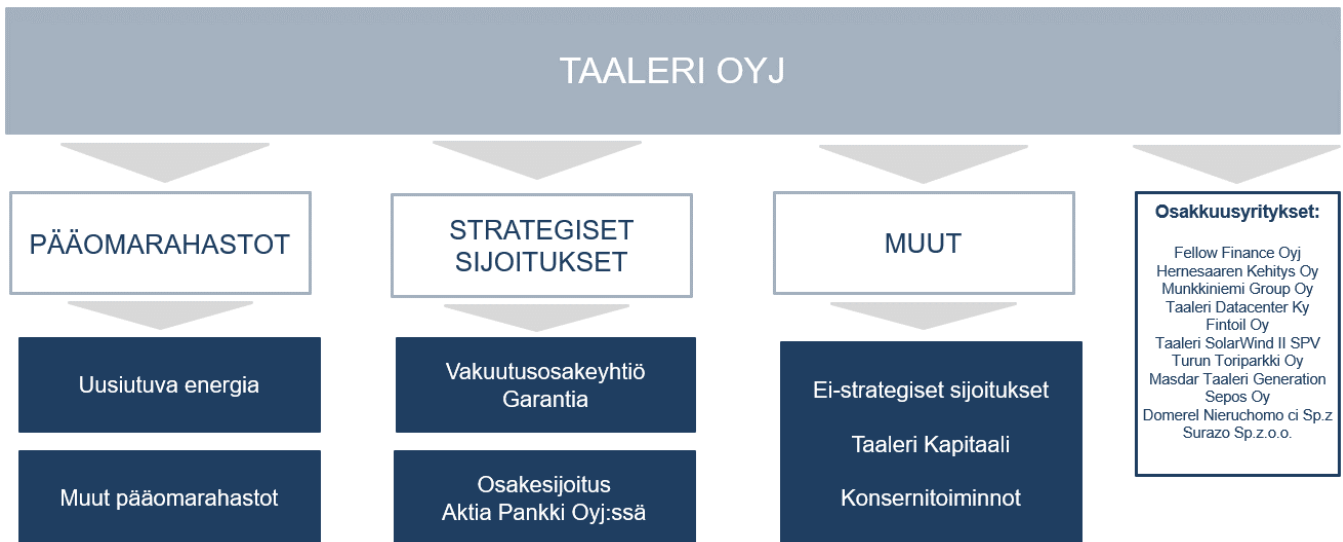 TAALERI OYJ
PÄÄOMARAHASTOT
Uusiutuva energia
Muut pääomarahastot
STRATEGISET
SIJOITUKSET
Vakuutusosakeyhtiö
Garantia
Osakesijoitus
Aktia Pankki Oyj:ssä
MUUT
Ei-strategiset sijoitukset
Taaleri Kapitaali
Konsernitoiminnot
Osakkuusyritykset:
Fellow Finance Oyj
Hernesaaren Kehitys Oy
Munkkiniemi Group Oy
Taaleri Datacenter Ky
Fintoil Oy
Taaleri SolarWind II SPV
Turun Toriparkki Oy
Masdar Taaleri Generation
Sepos Oy
Domerel Nieruchomo ci Sp.z
Surazo Sp.z.o.o.